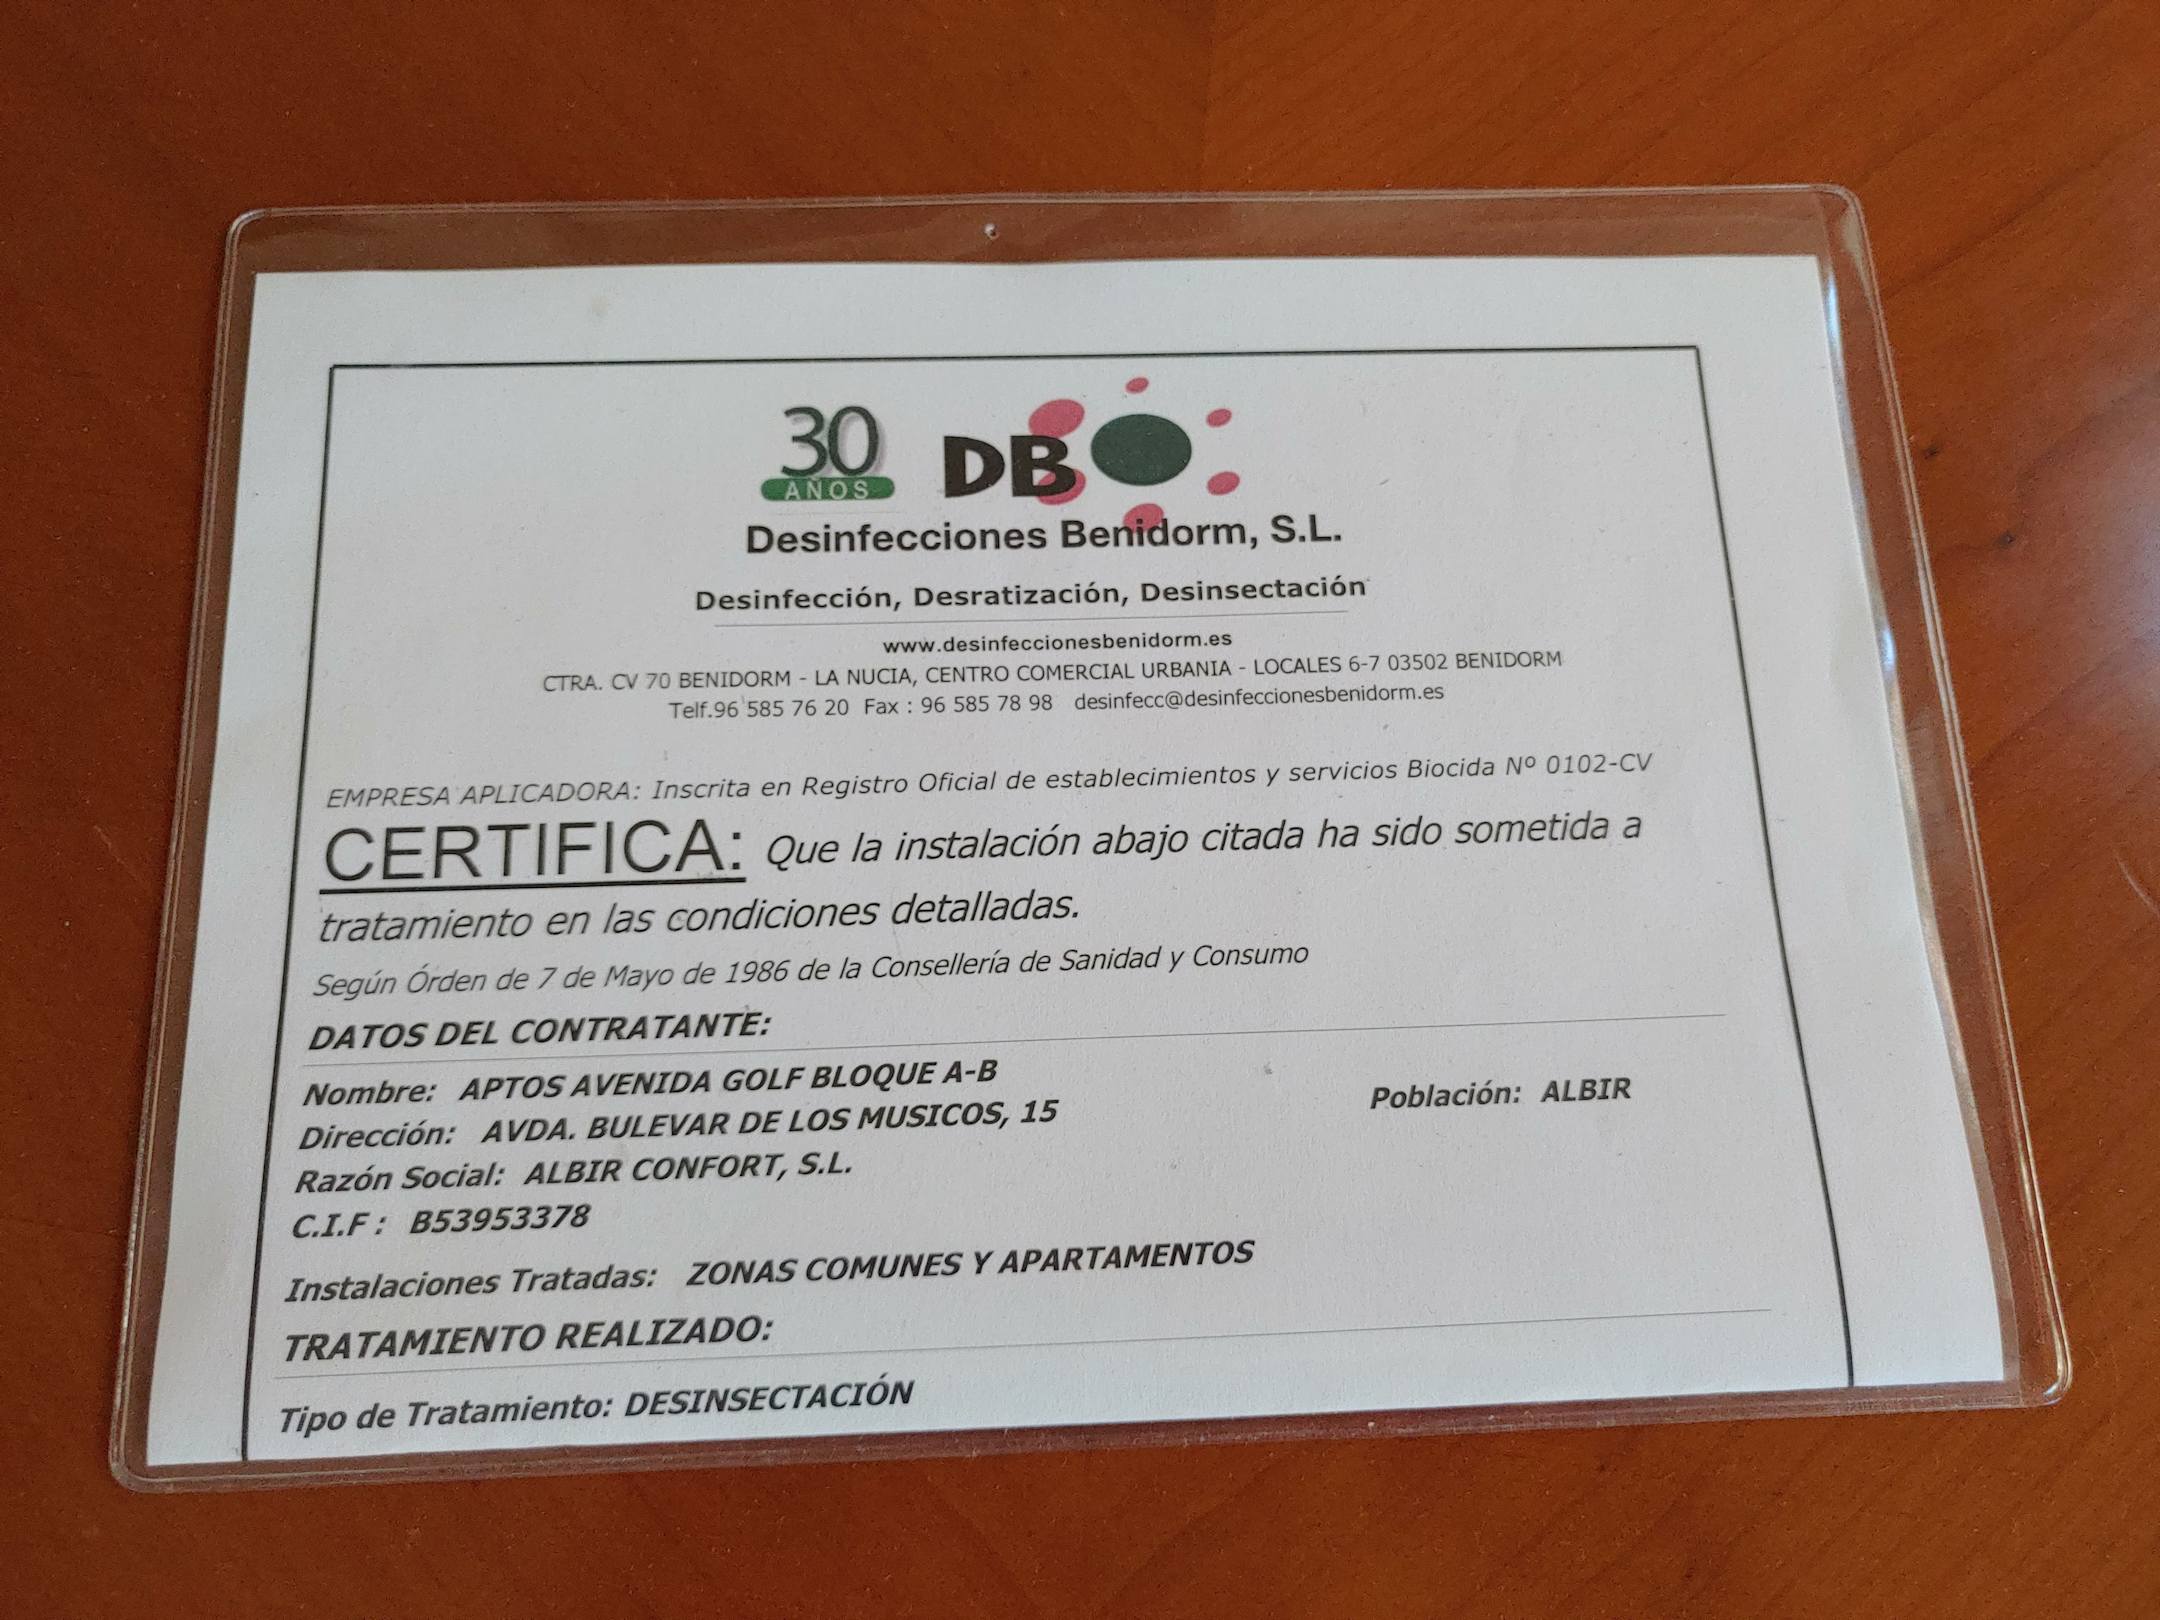 30
AÑOS
DB
Desinfecciones Benidorm, S.L.
Desinfección, Desratización, Desinsectación
www.desinfeccionesbenidorm.es
CTRA. CV 70 BENIDORM - LA NUCIA, CENTRO COMERCIAL URBANIA - LOCALES 6-7 03502 BENIDORM
Telf.96 585 76 20 Fax : 96 585 78 98 desinfecc@desinfeccionesbenidorm.es
EMPRESA APLICADORA: Inscrita en Registro Oficial de establecimientos y servicios Biocida Nº 0102-CV
CERTIFICA: Que la instalación abajo citada ha sido sometida a
tratamiento en las condiciones detalladas.
Según Órden de 7 de Mayo de 1986 de la Consellería de Sanidad y Consumo
DATOS DEL CONTRATANTE:
Nombre: APTOS AVENIDA GOLF BLOQUE A-B
Dirección: AVDA. BULEVAR DE LOS MUSICOS, 15 Población: ALBIR
Razón Social: ALBIR CONFORT, S.L.
C.I.F : B53953378
Instalaciones Tratadas: ZONAS COMUNES Y APARTAMENTOS
TRATAMIENTO REALIZADO:
Tipo de Tratamiento: DESINSECTACIÓN